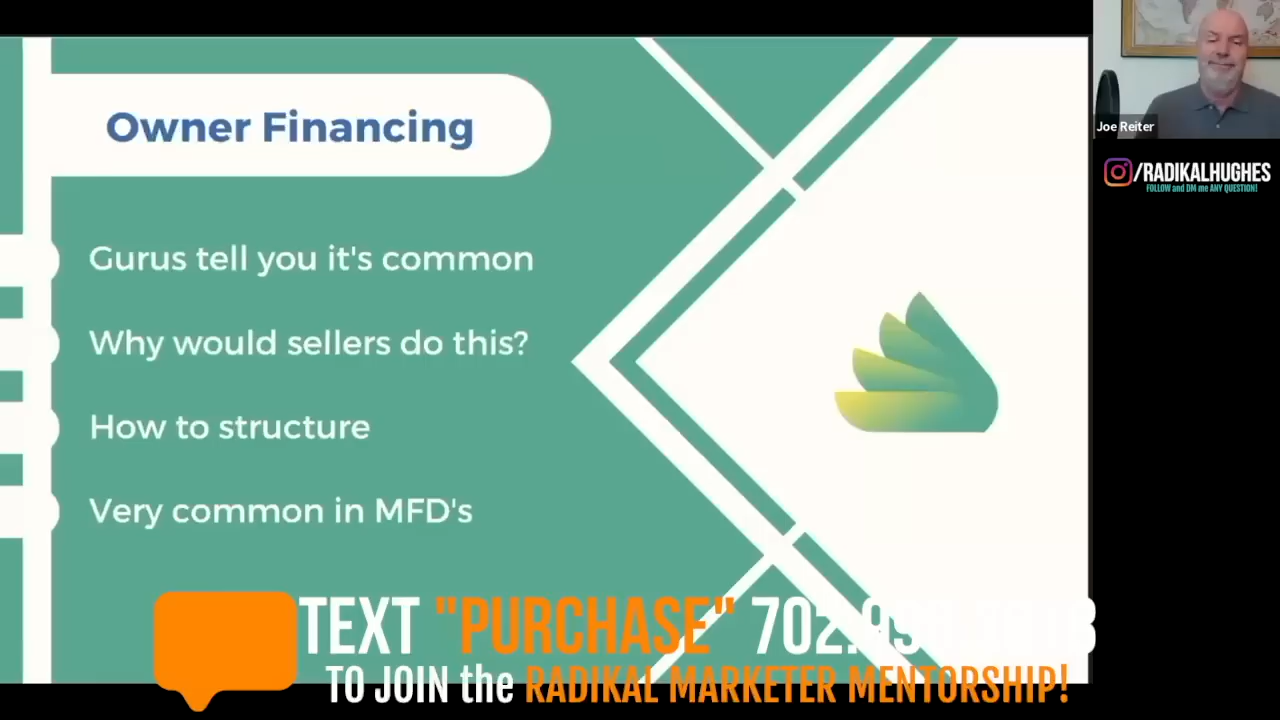 Owner Financing
Gurus tell you it's common
Why would sellers do this?
How to structure
Very common in MFD's
Joe Reiter
/RADIKALHUGHES
FOLLOW and DM me ANY QUESTION!
TEXT "PURCHASE"
TO JOIN the RADIKAL MARKETER MENTORSHIP!